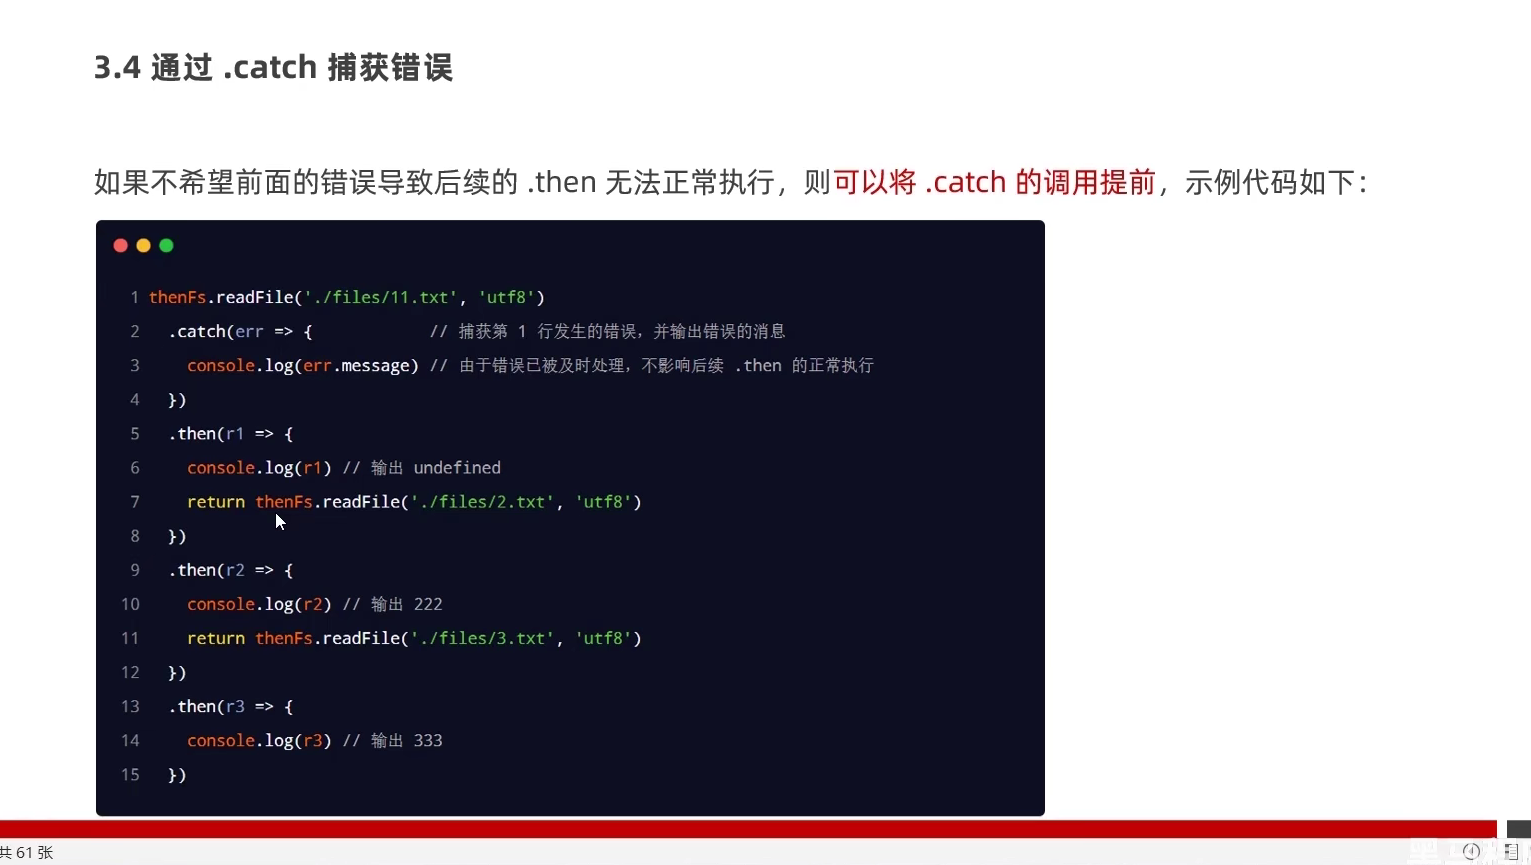 3.4 通过 .catch 捕获错误
如果不希望前面的错误导致后续的 .then 无法正常执行，则可以将 .catch 的调用提前，示例代码如下：
1 thenFs.readFile('./files/11.txt', 'utf8')
2 .catch(err => { // 捕获第 1 行发生的错误，并输出错误的消息
3 console.log(err.message) // 由于错误已被及时处理，不影响后续 .then 的正常执行
4 })
5 .then(r1 => {
6 console.log(r1) // 输出 undefined
7 return thenFs.readFile('./files/2.txt', 'utf8')
8 })
9 .then(r2 => {
10 console.log(r2) // 输出 222
11 return thenFs.readFile('./files/3.txt', 'utf8')
12 })
13 .then(r3 => {
14 console.log(r3) // 输出 333
15 })
共 61 张